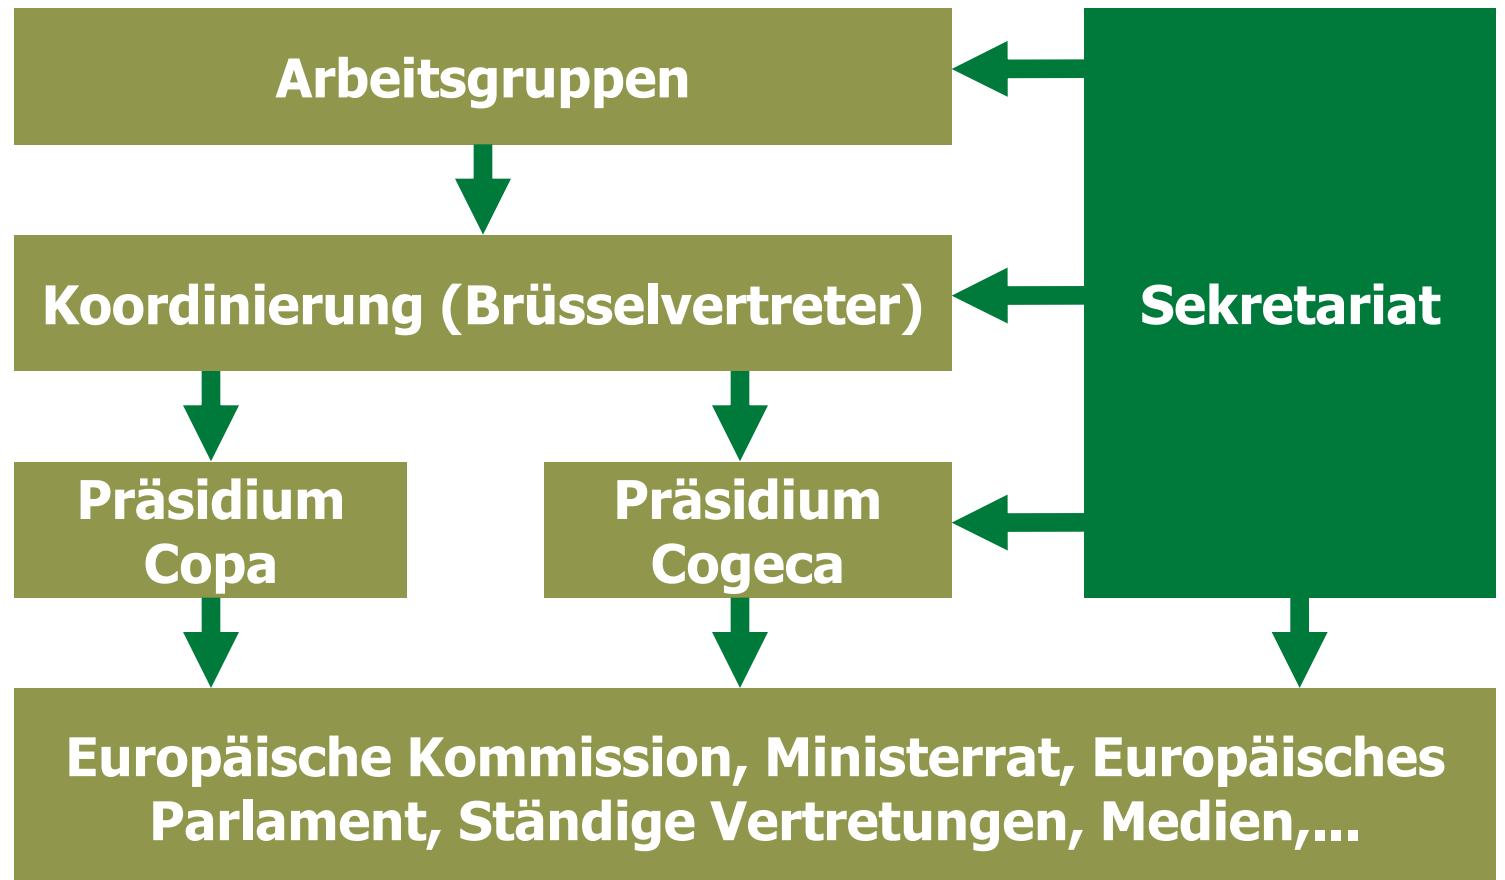 Arbeitsgruppen
Koordinierung (Brüsselvertreter)
Sekretariat
Präsidium
Copa
Präsidium
Cogeca
Europäische Kommission, Ministerrat, Europäisches
Parlament, Ständige Vertretungen, Medien,...